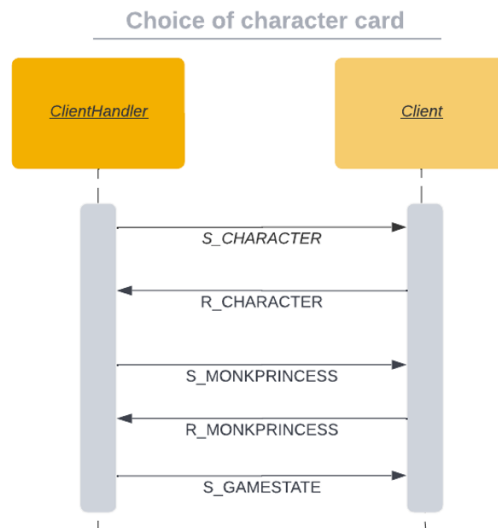 Choice of character card
ClientHandler
Client
S_CHARACTER
R_CHARACTER
S_MONKPRINCESS
R_MONKPRINCESS
S_GAMESTATE